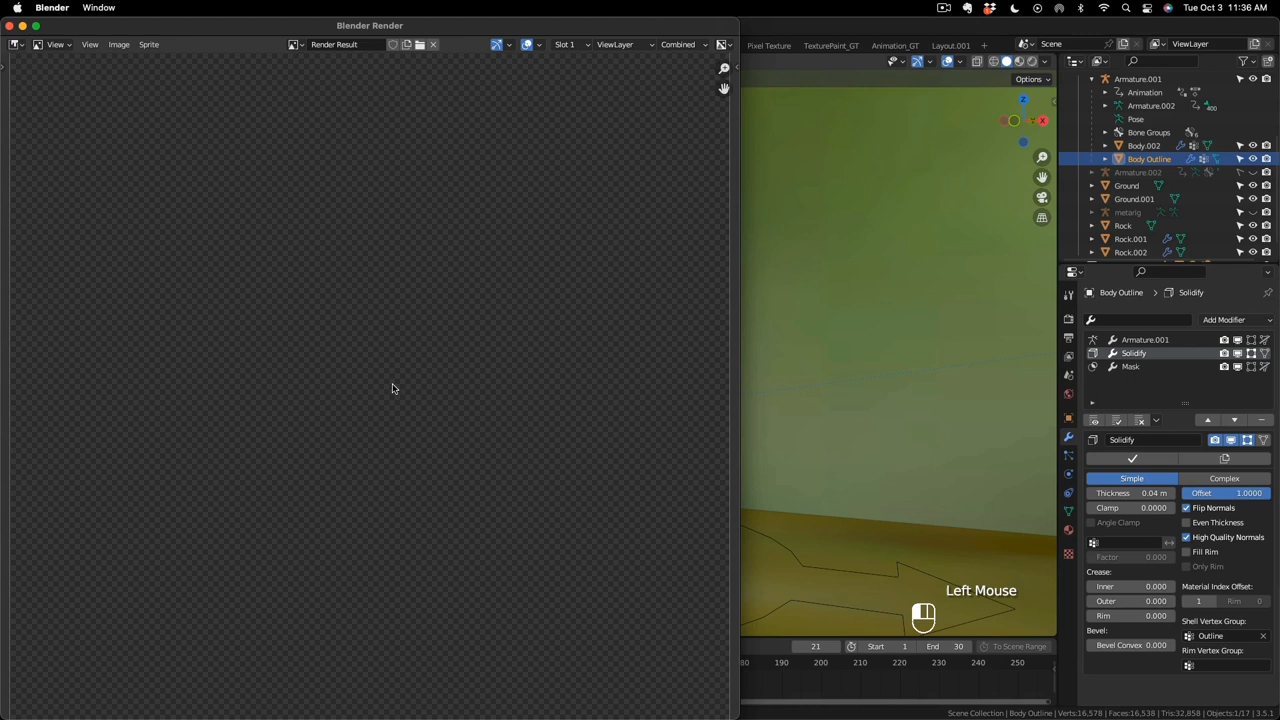 Blender Window Tue Oct 3 11:36 AM
Blender Render
View View Image Sprite Render Result Slot 1 ViewLayer Combined
Pixel Texture TexturePaint_GT Animation_GT Layout.001 Scene ViewLayer
Options
Z
Y X
Armature.001
Animation
Armature.002 400
Pose
Bone Groups 6
Body.002
Body Outline
Armature.002
Ground
Ground.001
metarig
Rock
Rock.001
Rock.002
Body Outline > Solidify
Add Modifier
Armature.001
Solidify
Mask
Solidify
Simple Complex
Thickness 0.04 m Offset 1.0000
Clamp 0.0000 Flip Normals
Angle Clamp Even Thickness
High Quality Normals
Factor 0.000 Fill Rim
Only Rim
Crease:
Inner 0.000 Material Index Offset:
Outer 0.000 1 Rim 0
Rim 0.000 Shell Vertex Group:
Bevel: Outline
Bevel Convex 0.000 Rim Vertex Group:
Left Mouse
21 Start 1 End 30 To Scene Range
80 190 200 210 220 230 240 250
Scene Collection | Body Outline | Verts:16,578 | Faces:16,538 | Tris:32,858 | Objects:1/17 | 3.5.1